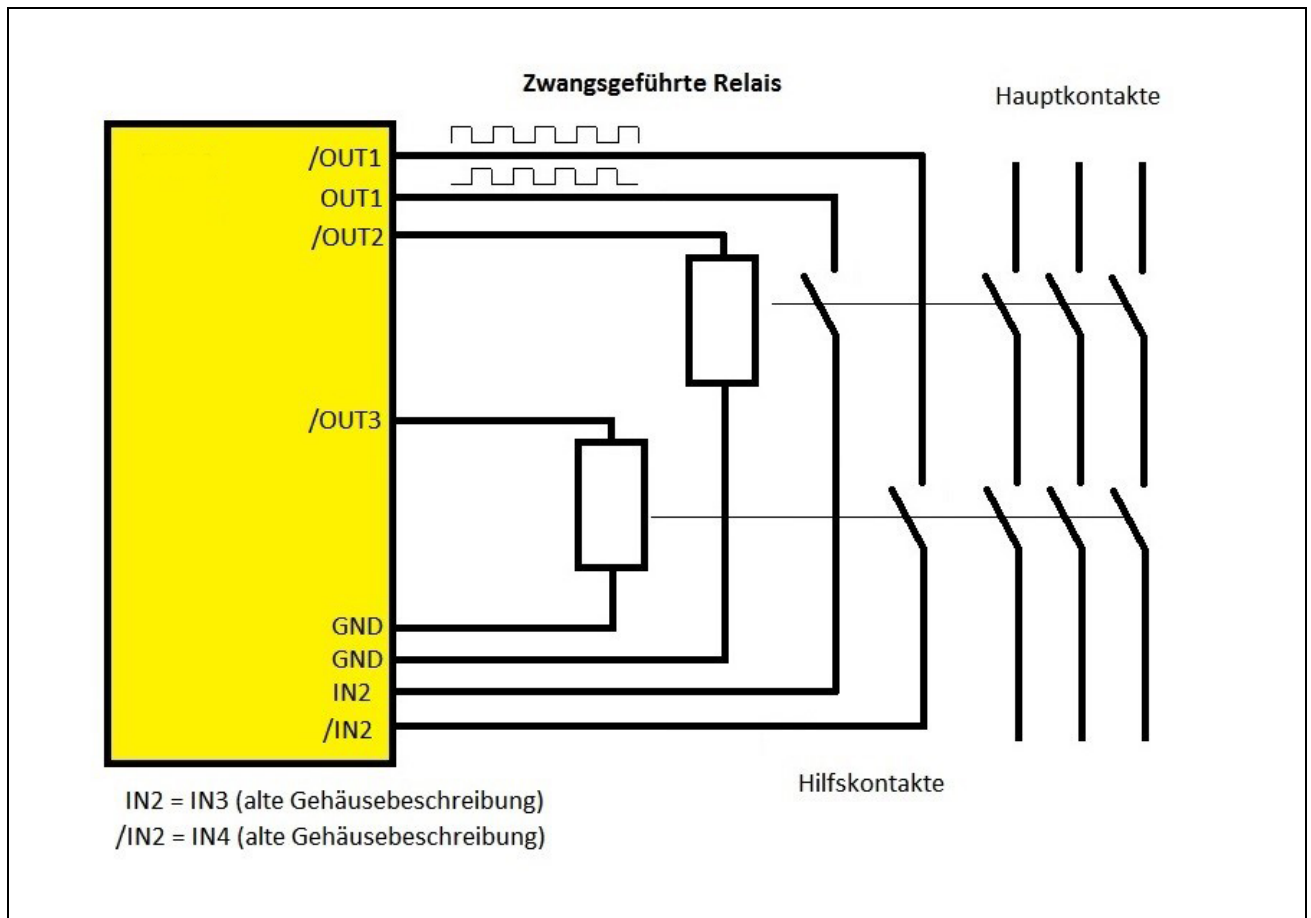 Zwangsgeführte Relais
Hauptkontakte
/OUT1
OUT1
/OUT2
/OUT3
GND
GND
IN2
/IN2
Hilfskontakte
IN2 = IN3 (alte Gehäusebeschreibung)
/IN2 = IN4 (alte Gehäusebeschreibung)